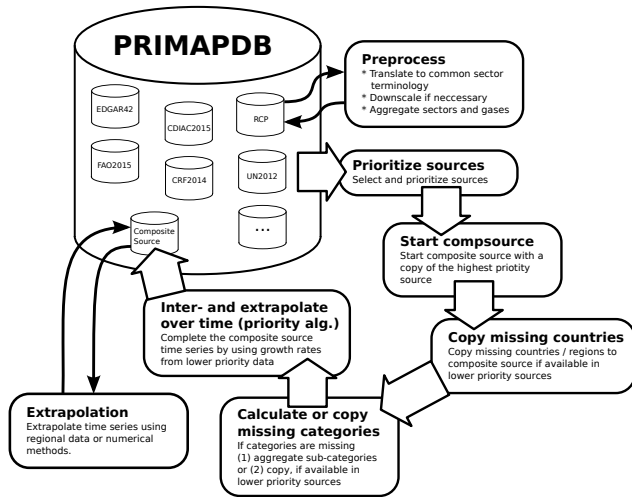 PRIMAPDB
EDGAR42
CDIAC2015
RCP
FAO2015
CRF2014
UN2012
Composite
Source
...
Preprocess
* Translate to common sector
terminology
* Downscale if neccessary
* Aggregate sectors and gases
Prioritize sources
Select and prioritize sources
Start compsource
Start composite source with a
copy of the highest priotity
source
Copy missing countries
Copy missing countries / regions to
composite source if available in
lower priority sources
Calculate or copy
missing categories
If categories are missing
(1) aggregate sub-categories
or (2) copy, if available in
lower priority sources
Inter- and extrapolate
over time (priority alg.)
Complete the composite source
time series by using growth rates
from lower priority data
Extrapolation
Extrapolate time series using
regional data or numerical
methods.